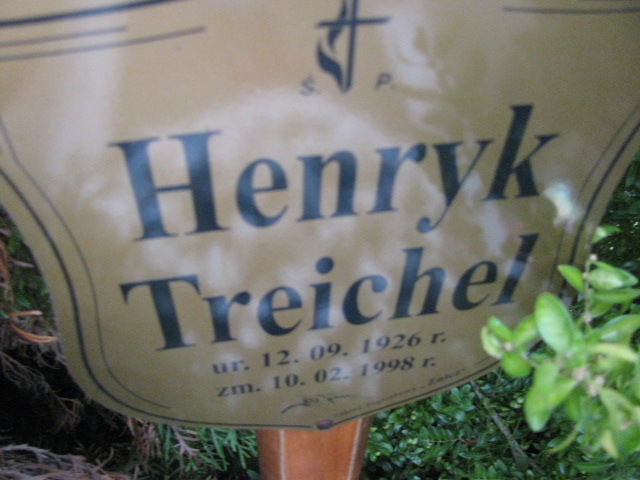 Ś. P.
Henryk
Treichel
ur. 12. 09. 1926 r.
zm. 10. 02. 1998 r.